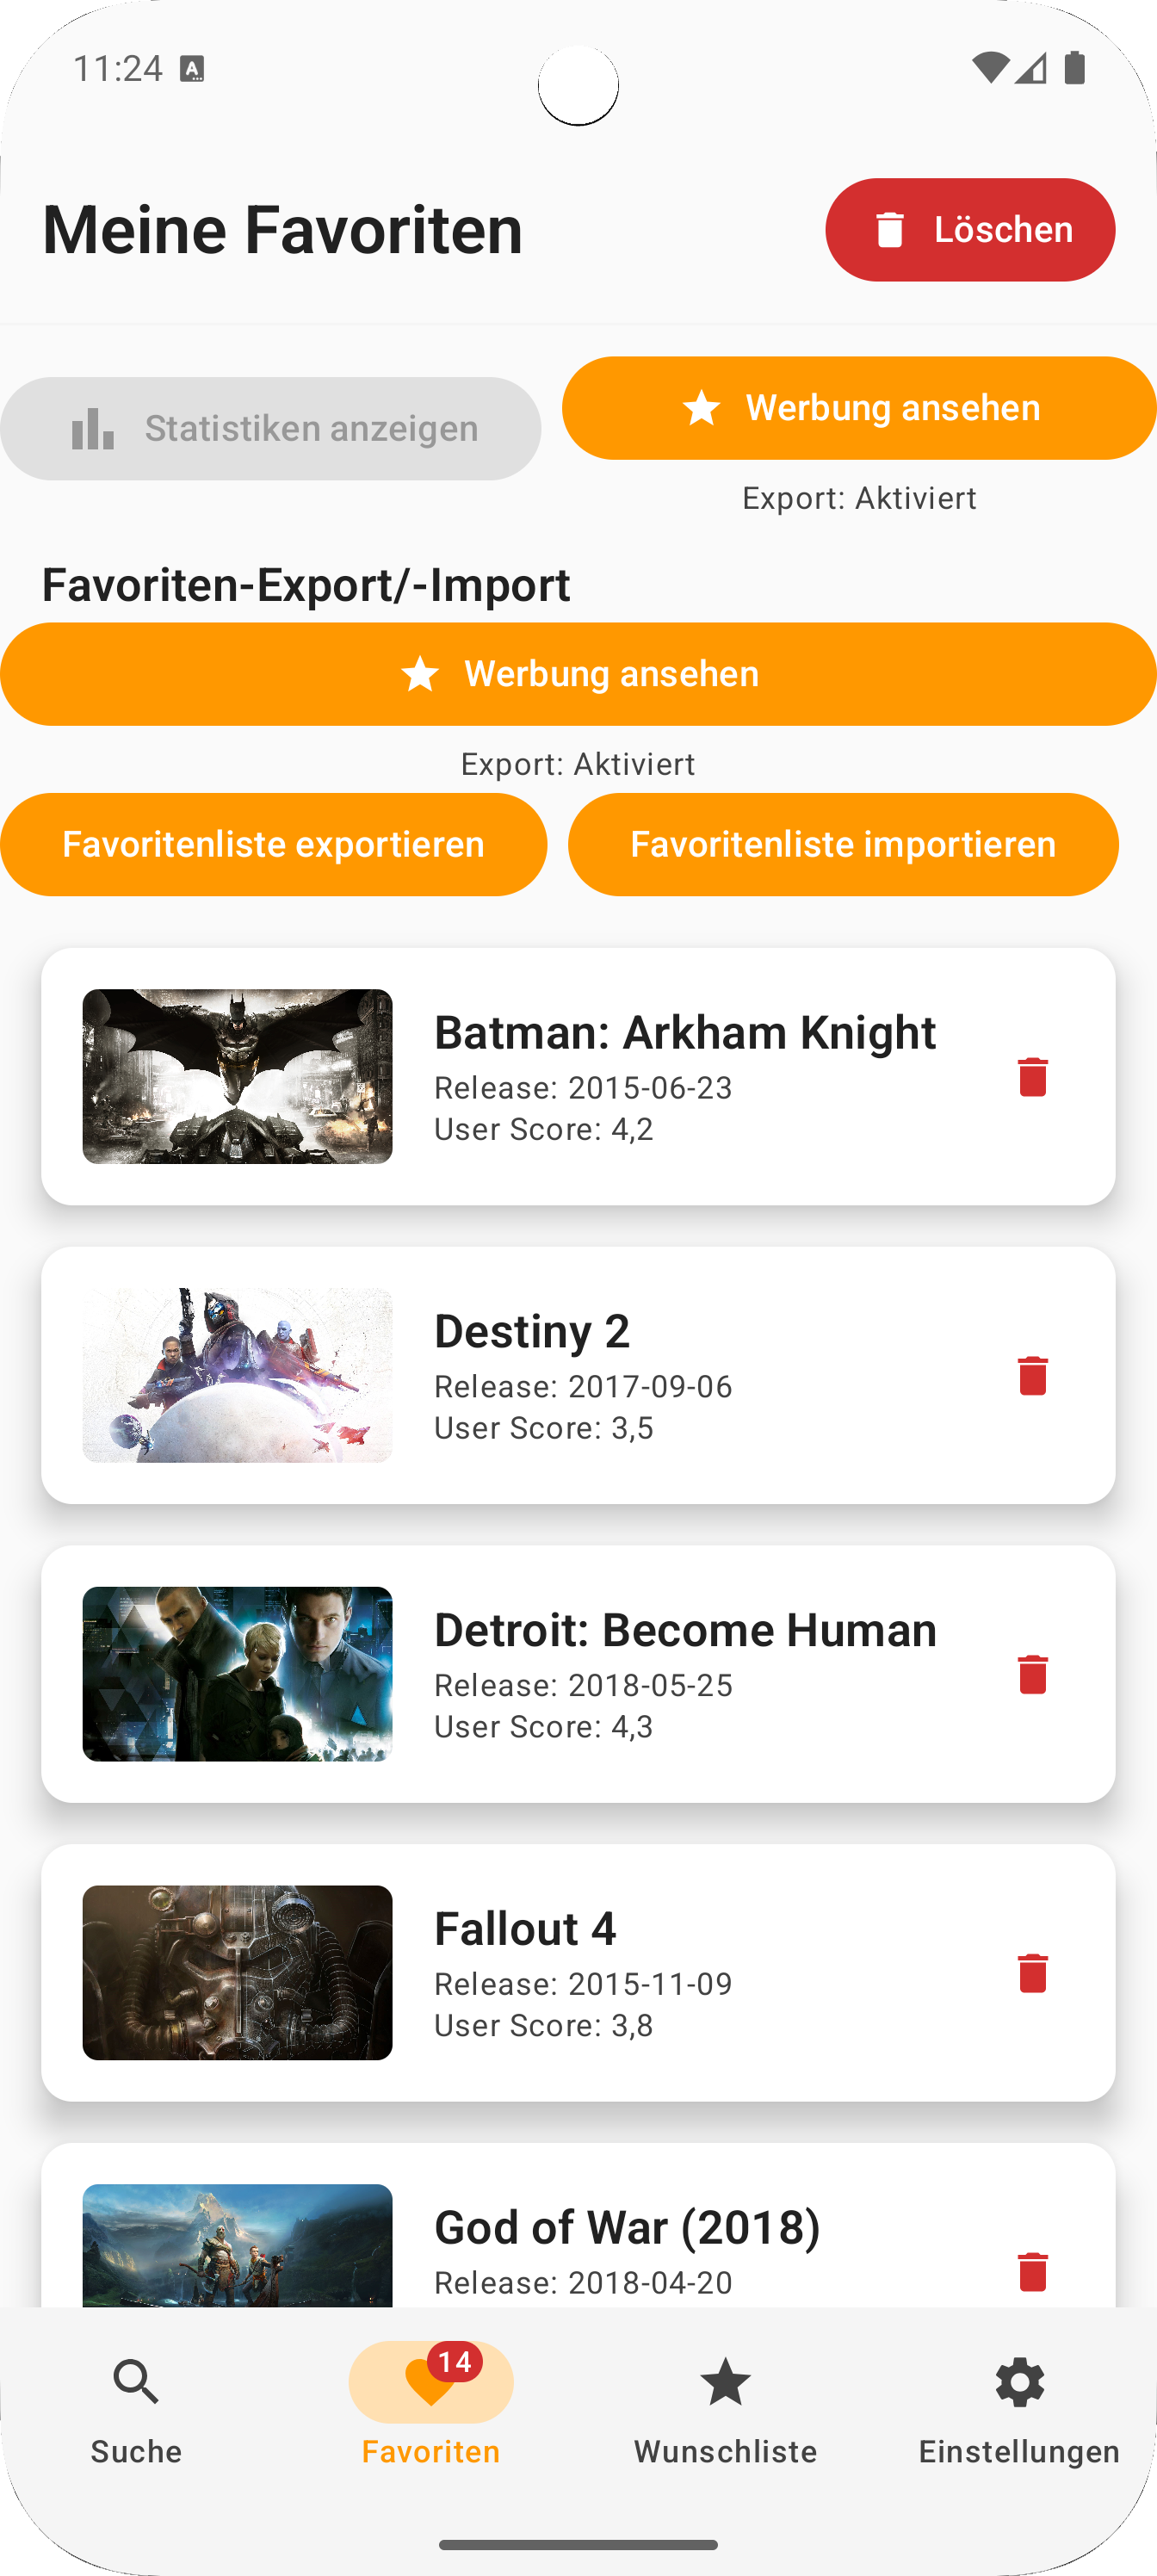 11:24
Meine Favoriten
Löschen
Statistiken anzeigen
Werbung ansehen
Export: Aktiviert
Favoriten-Export/-Import
Werbung ansehen
Export: Aktiviert
Favoritenliste exportieren
Favoritenliste importieren
Batman: Arkham Knight
Release: 2015-06-23
User Score: 4,2
Destiny 2
Release: 2017-09-06
User Score: 3,5
Detroit: Become Human
Release: 2018-05-25
User Score: 4,3
Fallout 4
Release: 2015-11-09
User Score: 3,8
God of War (2018)
Release: 2018-04-20
14
Suche
Favoriten
Wunschliste
Einstellungen